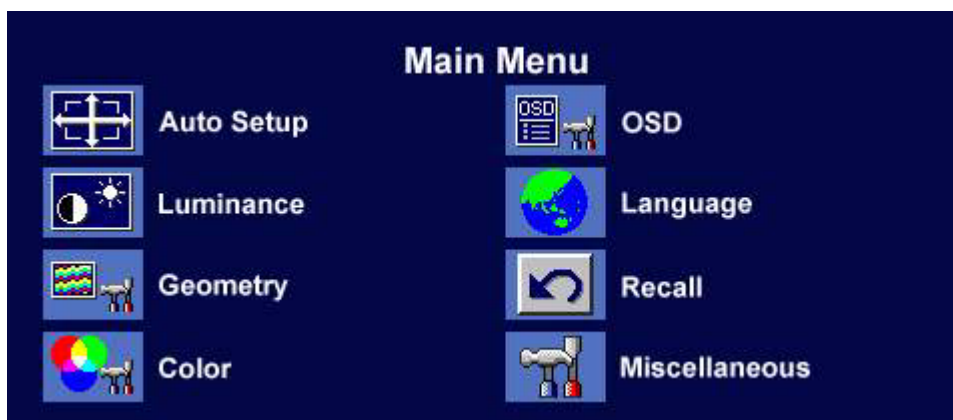 Main Menu
Auto Setup
OSD
OSD
Luminance
Language
Geometry
Recall
Color
Miscellaneous